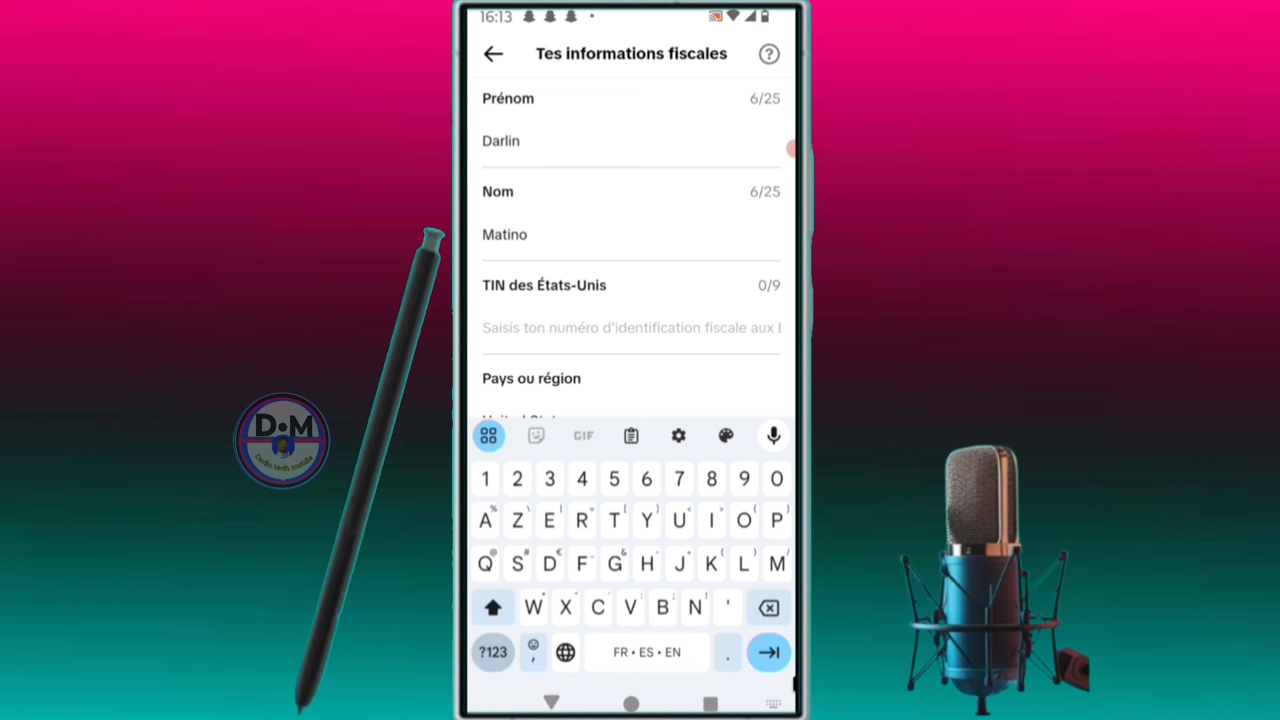 16:13
Tes informations fiscales
Prénom 6/25
Darlin
Nom 6/25
Matino
TIN des États-Unis 0/9
Saisis ton numéro d'identification fiscale aux
Pays ou région
D•M
GIF
1 2 3 4 5 6 7 8 9 0
A Z E R T Y U I O P
Q S D F G H J K L M
W X C V B N '
?123 , FR • ES • EN .